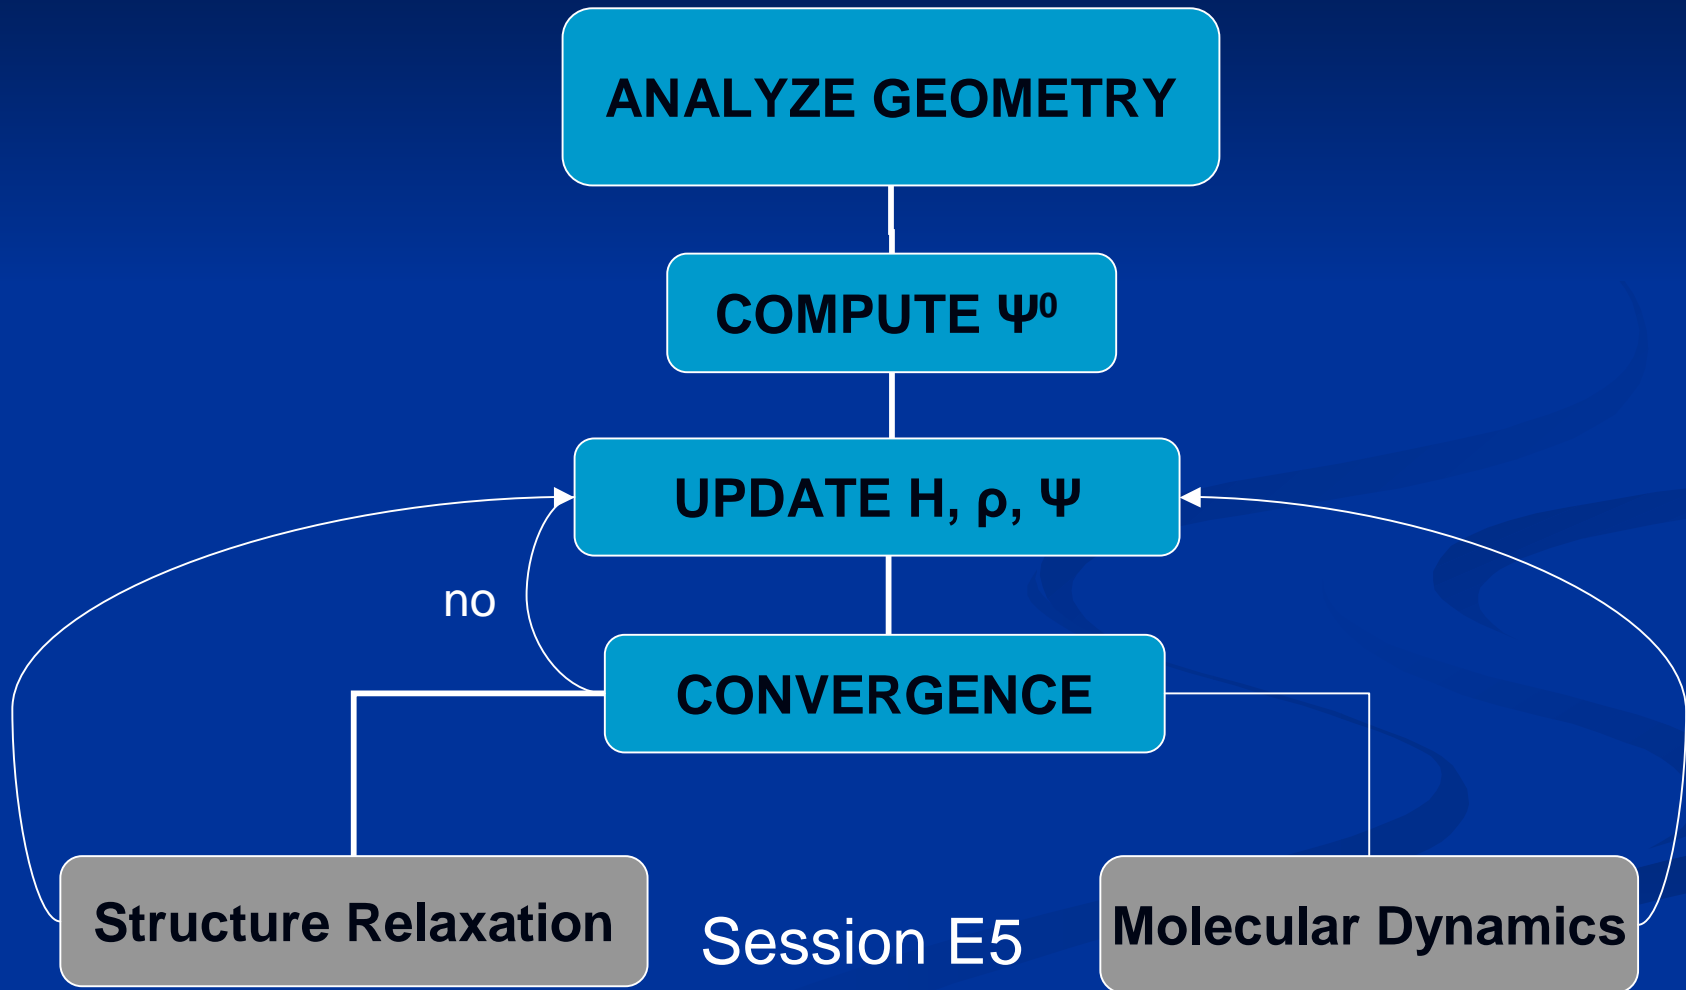 ANALYZE GEOMETRY
COMPUTE Ψ⁰
UPDATE H, ρ, Ψ
no
CONVERGENCE
Structure Relaxation
Session E5
Molecular Dynamics